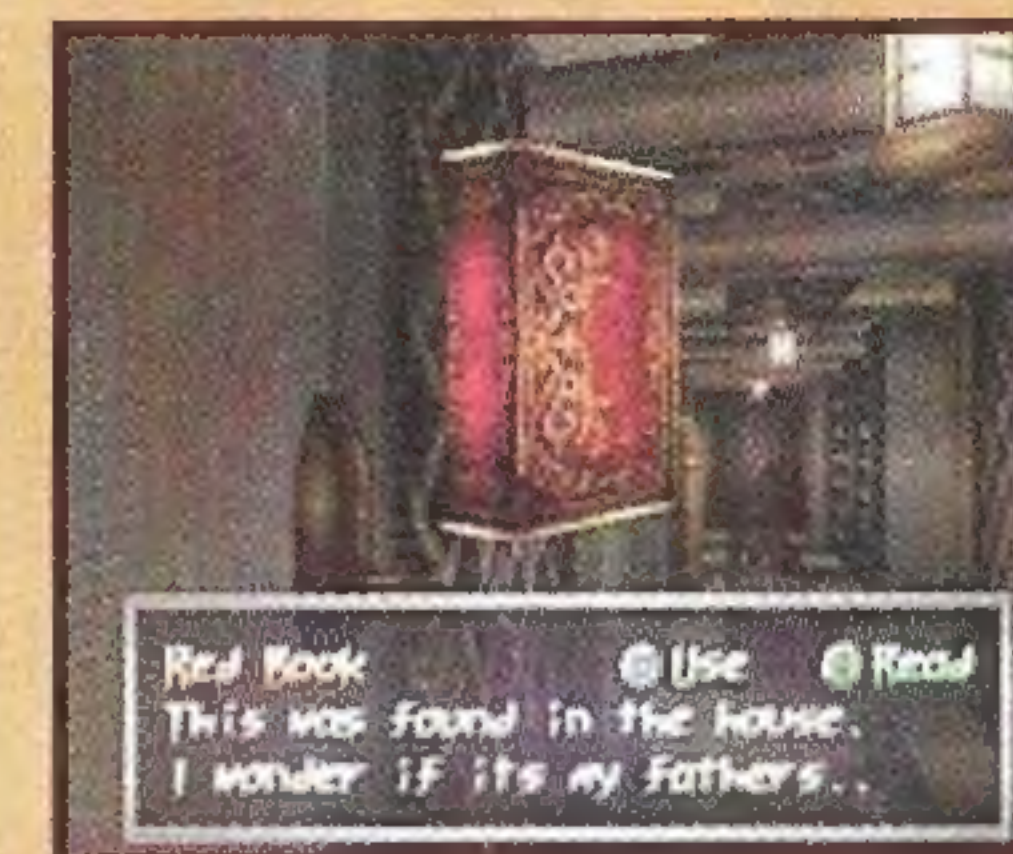 Red Book Use Read
This was found in the house.
I wonder if its my fathers..